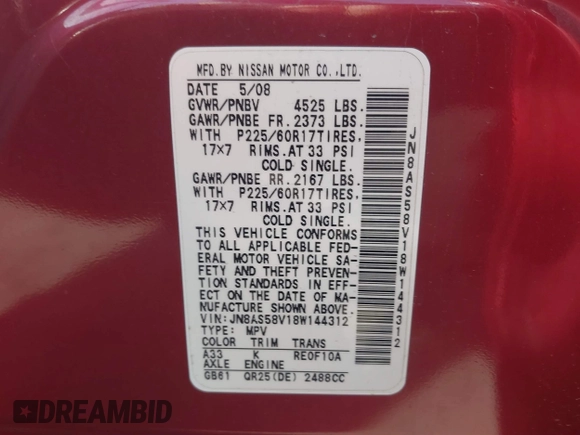 MFD.BY NISSAN MOTOR CO.,LTD.
DATE 5/08
GVWR/PNBV 4525 LBS.
GAWR/PNBE FR.2373 LBS.
WITH P225/60R17TIRES,
17×7 RIMS.AT 33 PSI
COLD SINGLE.
GAWR/PNBE RR.2167 LBS.
WITH P225/60R17TIRES,
17×7 RIMS.AT 33 PSI
COLD SINGLE.
THIS VEHICLE CONFORMS
TO ALL APPLICABLE FED-
ERAL MOTOR VEHICLE SA-
FETY AND THEFT PREVEN-
TION STANDARDS IN EFF-
ECT ON THE DATE OF MA-
NUFACTURE SHOWN ABOVE.
VIN:JN8AS58V18W144312
TYPE: MPV
COLOR TRIM TRANS
A33 K RE0F10A
AXLE ENGINE
GB61 QR25(DE) 2488CC
JN8AS58V18W144312
DREAMBID